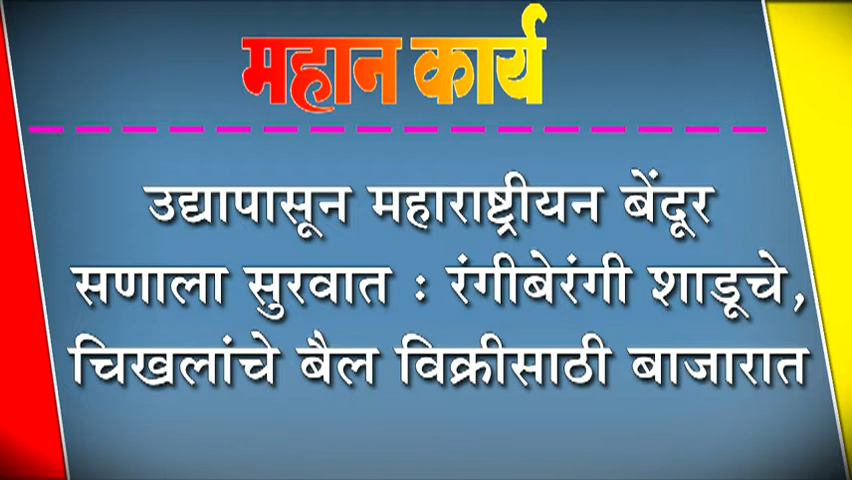 महान कार्य
उद्यापासून महाराष्ट्रीयन बेंदूर
सणाला सुरवात : रंगीबेरंगी शाडूचे,
चिखलांचे बैल विक्रीसाठी बाजारात